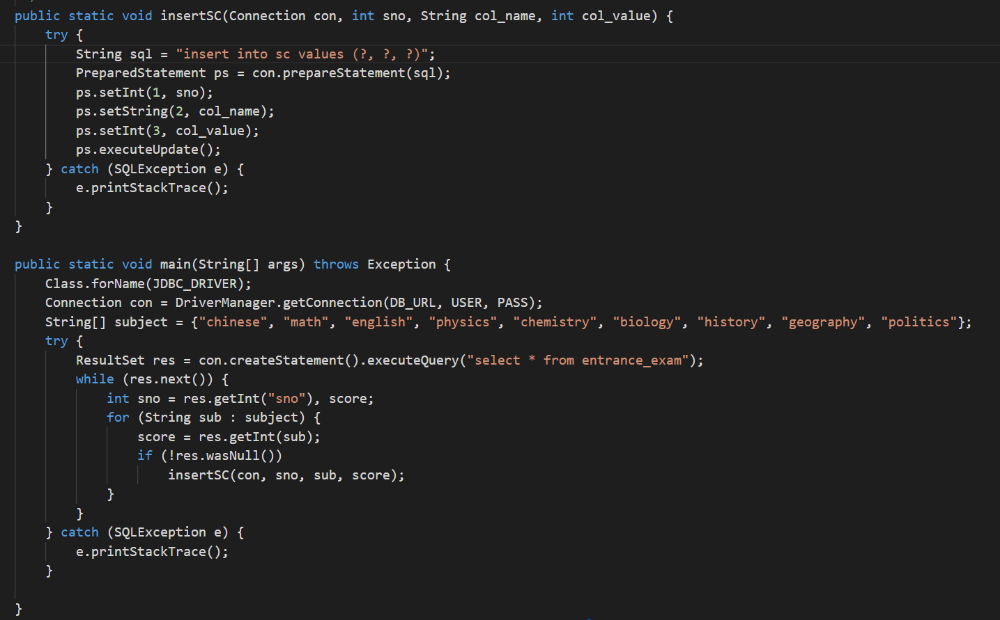 public static void insertSC(Connection con, int sno, String col_name, int col_value) {
    try {
        String sql = "insert into sc values (?, ?, ?)";
        PreparedStatement ps = con.prepareStatement(sql);
        ps.setInt(1, sno);
        ps.setString(2, col_name);
        ps.setInt(3, col_value);
        ps.executeUpdate();
    } catch (SQLException e) {
        e.printStackTrace();
    }
}

public static void main(String[] args) throws Exception {
    Class.forName(JDBC_DRIVER);
    Connection con = DriverManager.getConnection(DB_URL, USER, PASS);
    String[] subject = {"chinese", "math", "english", "physics", "chemistry", "biology", "history", "geography", "politics"};
    try {
        ResultSet res = con.createStatement().executeQuery("select * from entrance_exam");
        while (res.next()) {
            int sno = res.getInt("sno"), score;
            for (String sub : subject) {
                score = res.getInt(sub);
                if (!res.wasNull())
                    insertSC(con, sno, sub, score);
            }
        }
    } catch (SQLException e) {
        e.printStackTrace();
    }

}